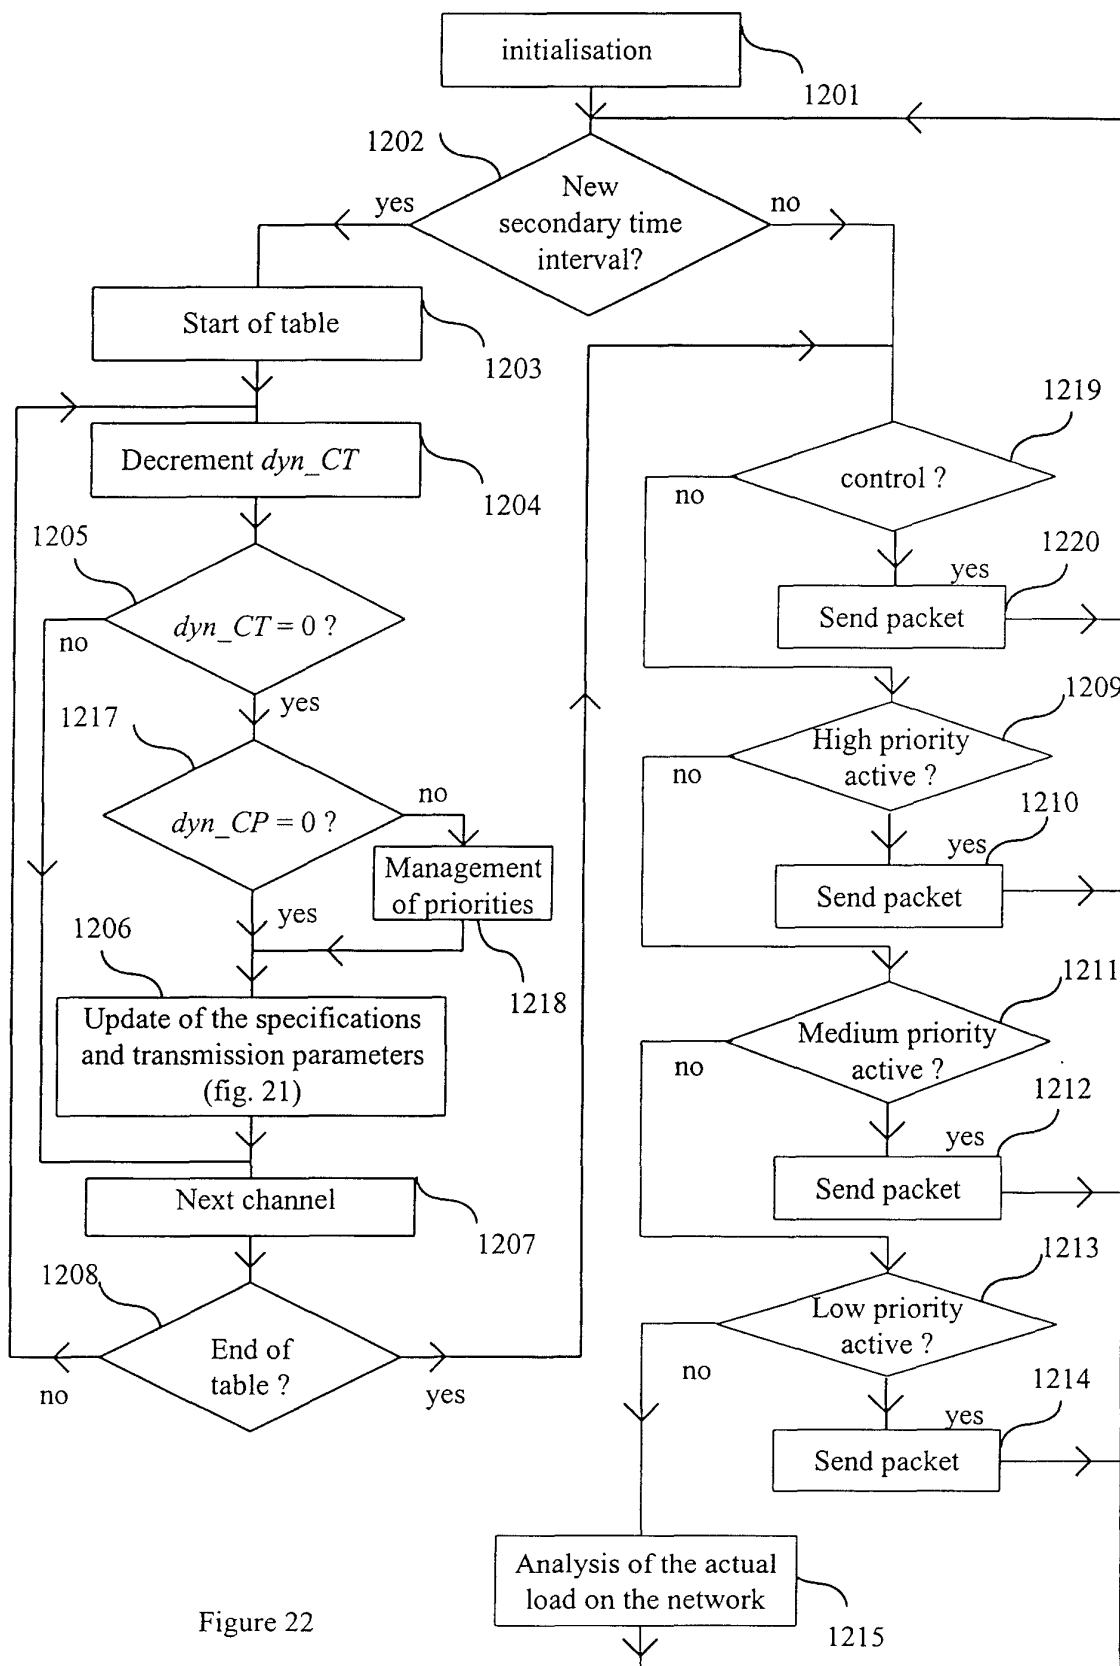 initialisation
1201
1202
New
secondary time
interval?
yes
no
Start of table
1203
Decrement dyn_CT
1204
1205
dyn_CT = 0 ?
no
yes
1217
dyn_CP = 0 ?
no
Management
of priorities
1218
yes
1206
Update of the specifications
and transmission parameters
(fig. 21)
Next channel
1207
1208
End of
table ?
no
yes
1219
control ?
no
yes
1220
Send packet
1209
High priority
active ?
no
yes
1210
Send packet
1211
Medium priority
active ?
no
yes
1212
Send packet
1213
Low priority
active ?
no
yes
1214
Send packet
Analysis of the actual
load on the network
1215
Figure 22